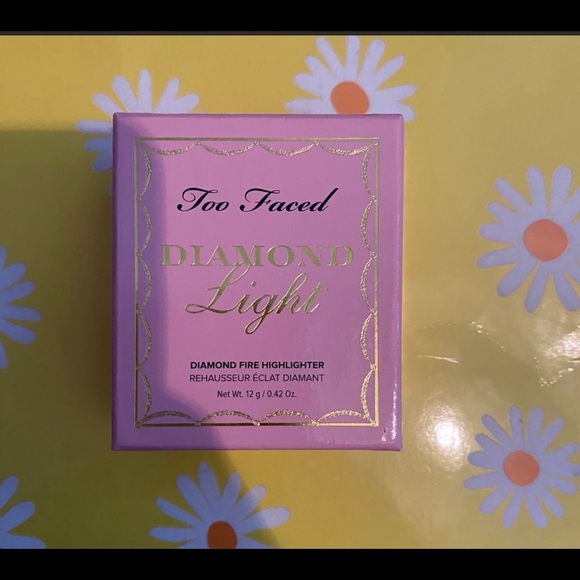 Too Faced
DIAMOND
Light
DIAMOND FIRE HIGHLIGHTER
REHAUSSEUR ÉCLAT DIAMANT
Net Wt. 12 g / 0.42 Oz.